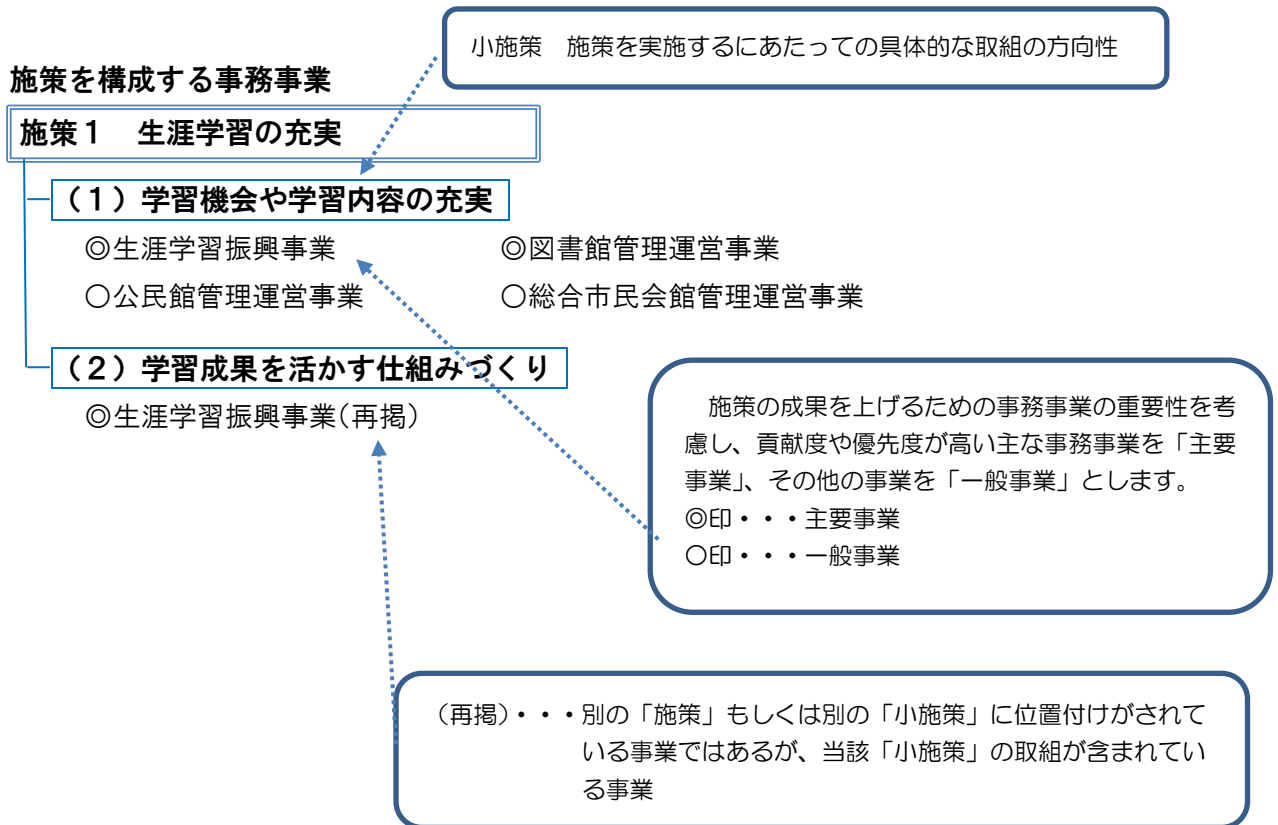 小施策　施策を実施するにあたっての具体的な取組の方向性
施策を構成する事務事業
施策１　生涯学習の充実
（１）学習機会や学習内容の充実
◎生涯学習振興事業　◎図書館管理運営事業
〇公民館管理運営事業　〇総合市民会館管理運営事業
（２）学習成果を活かす仕組みづくり
◎生涯学習振興事業(再掲)
施策の成果を上げるための事務事業の重要性を考
慮し、貢献度や優先度が高い主な事務事業を「主要
事業」、その他の事業を「一般事業」とします。
◎印・・・主要事業
〇印・・・一般事業
（再掲）・・・別の「施策」もしくは別の「小施策」に位置付けがされて
いる事業ではあるが、当該「小施策」の取組が含まれてい
る事業